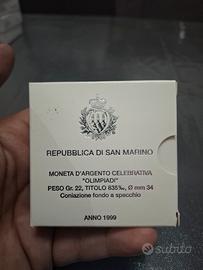 REPUBBLICA DI SAN MARINO
MONETA D'ARGENTO CELEBRATIVA
"OLIMPIADI"
PESO Gr. 22, TITOLO 835‰, Ø mm 34
Coniazione fondo a specchio
ANNO 1999
subito